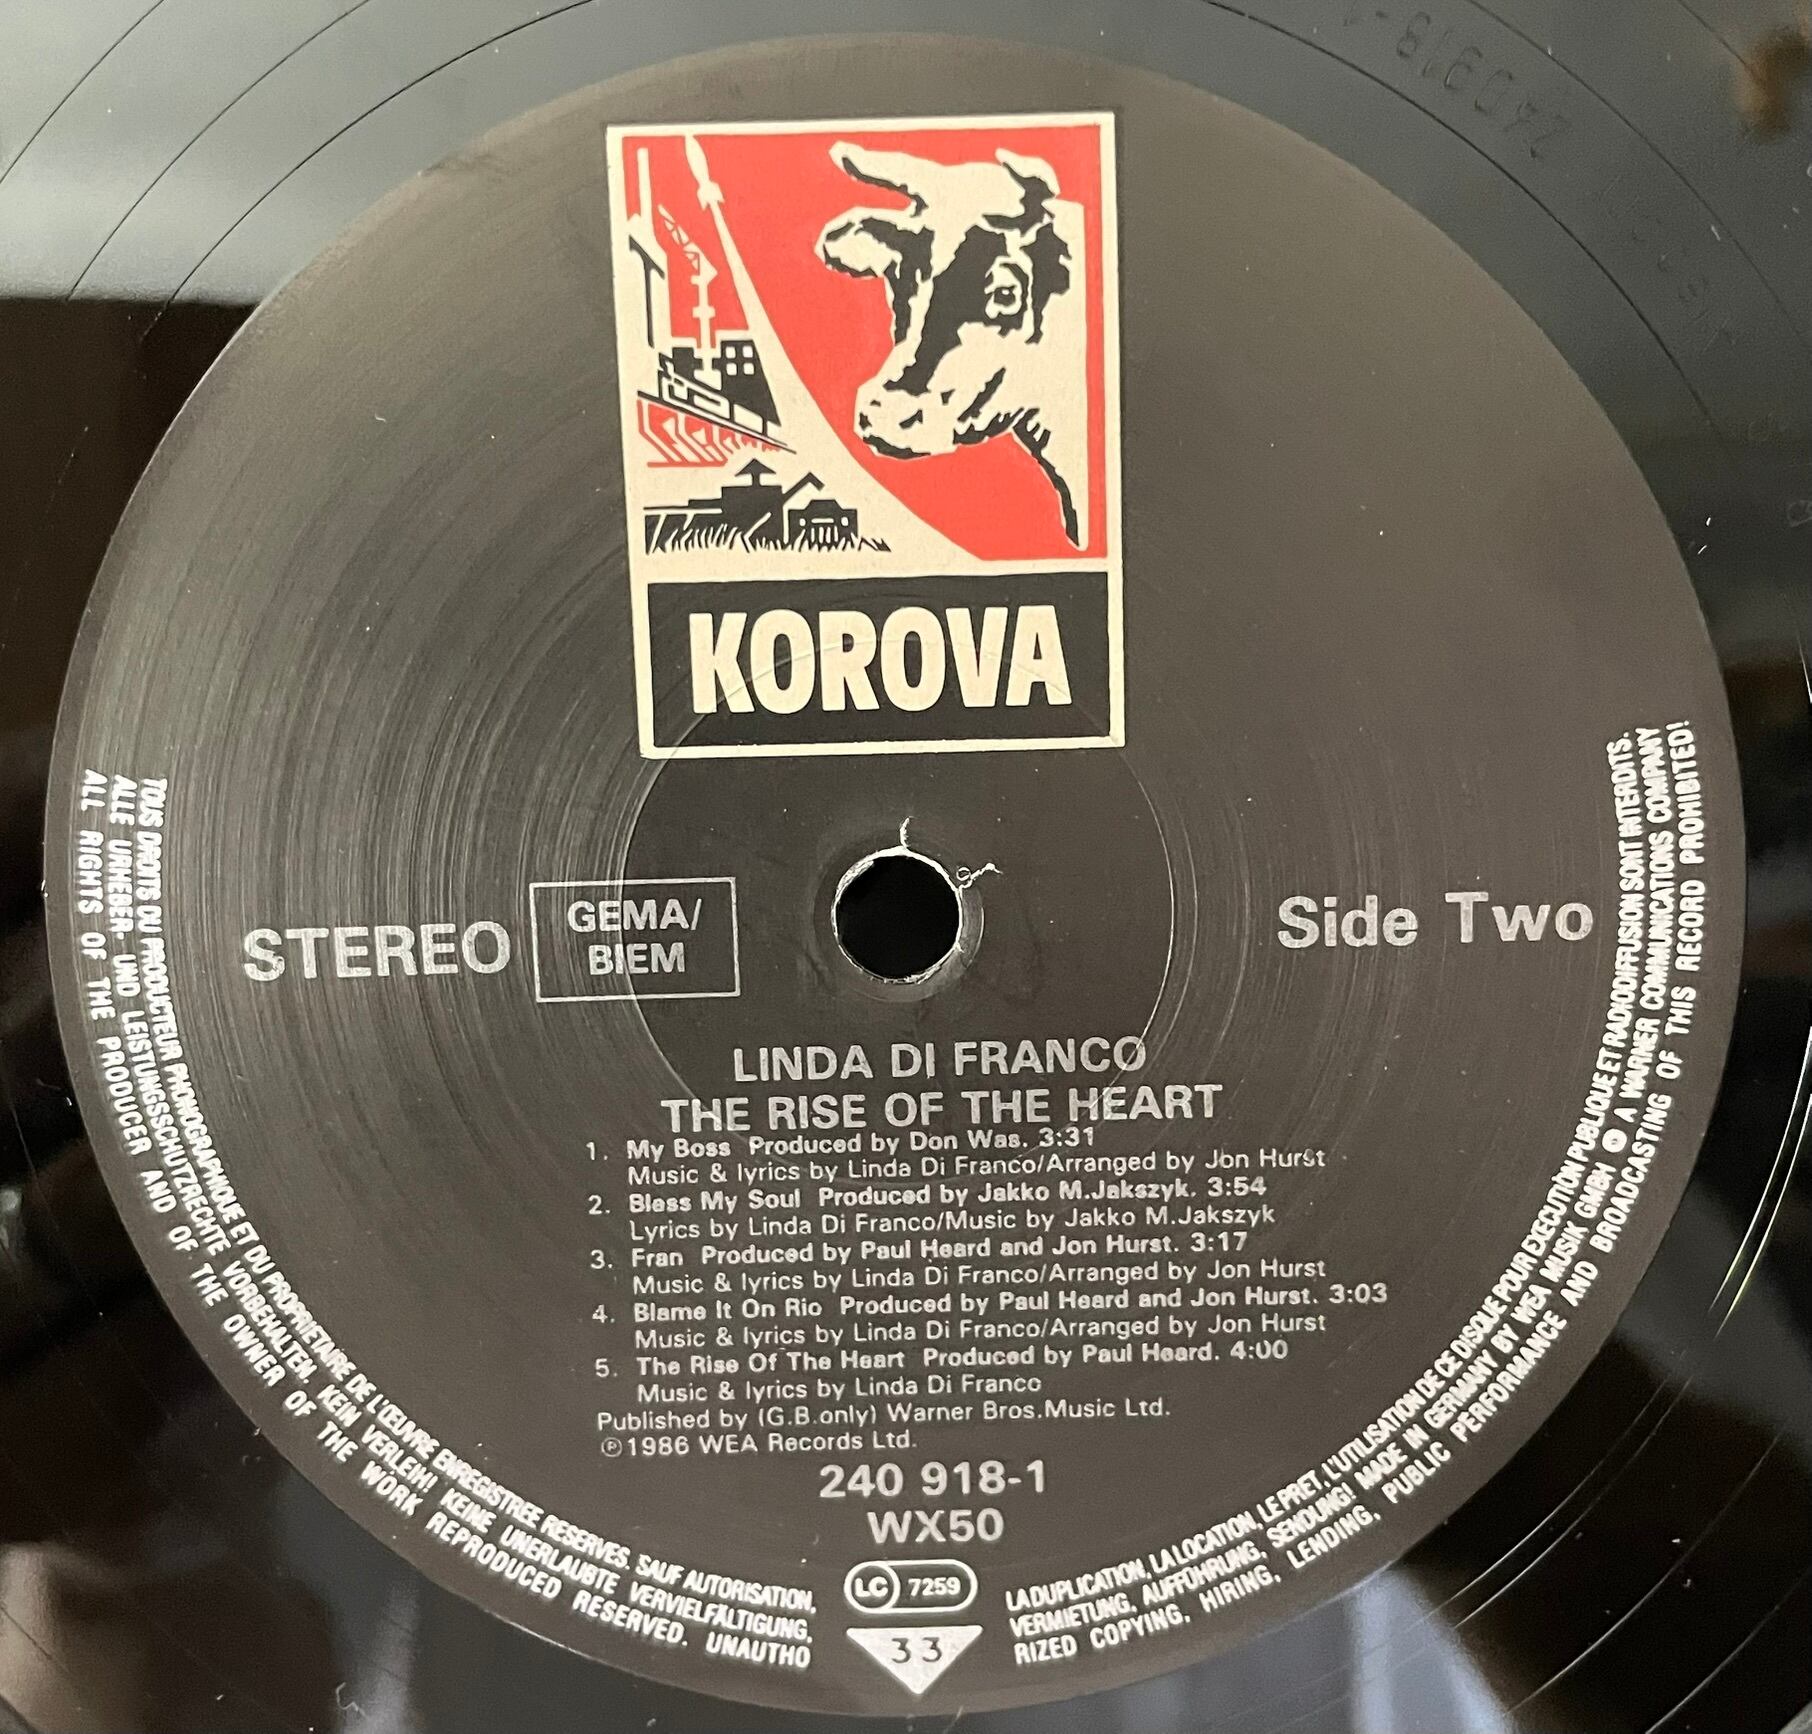 KOROVA
STEREO
GEMA/
BIEM
Side Two
LINDA DI FRANCO
THE RISE OF THE HEART
1. My Boss Produced by Don Was. 3:31
Music & lyrics by Linda Di Franco/Arranged by Jon Hurst
2. Bless My Soul Produced by Jakko M.Jakszyk. 3:54
Lyrics by Linda Di Franco/Music by Jakko M.Jakszyk
3. Fran Produced by Paul Heard and Jon Hurst. 3:17
Music & lyrics by Linda Di Franco/Arranged by Jon Hurst
4. Blame It On Rio Produced by Paul Heard and Jon Hurst. 3:03
Music & lyrics by Linda Di Franco/Arranged by Jon Hurst
5. The Rise Of The Heart Produced by Paul Heard. 4:00
Music & lyrics by Linda Di Franco
Published by (G.B.only) Warner Bros.Music Ltd.
℗1986 WEA Records Ltd.
240 918-1
WX50
LC 7259
33
TOUS DROITS DU PRODUCTEUR PHONOGRAPHIQUE ET DU PROPRIETAIRE DE L'ŒUVRE ENREGISTREE RESERVES. SAUF AUTORISATION, LA DUPLICATION, LA LOCATION, LE PRET, L'UTILISATION DE CE DISQUE POUR EXECUTION PUBLIQUE ET RADIODIFFUSION SONT INTERDITS.
ALLE URHEBER- UND LEISTUNGSSCHUTZRECHTE VORBEHALTEN. KEIN VERLEIH! KEINE UNERLAUBTE VERVIELFÄLTIGUNG, VERMIETUNG, AUFFÜHRUNG, SENDUNG! MADE IN GERMANY BY WEA MUSIK GMBH A WARNER COMMUNICATIONS COMPANY
ALL RIGHTS OF THE PRODUCER AND OF THE OWNER OF THE WORK REPRODUCED RESERVED. UNAUTHORIZED COPYING, HIRING, LENDING, PUBLIC PERFORMANCE AND BROADCASTING OF THIS RECORD PROHIBITED!
240918-1